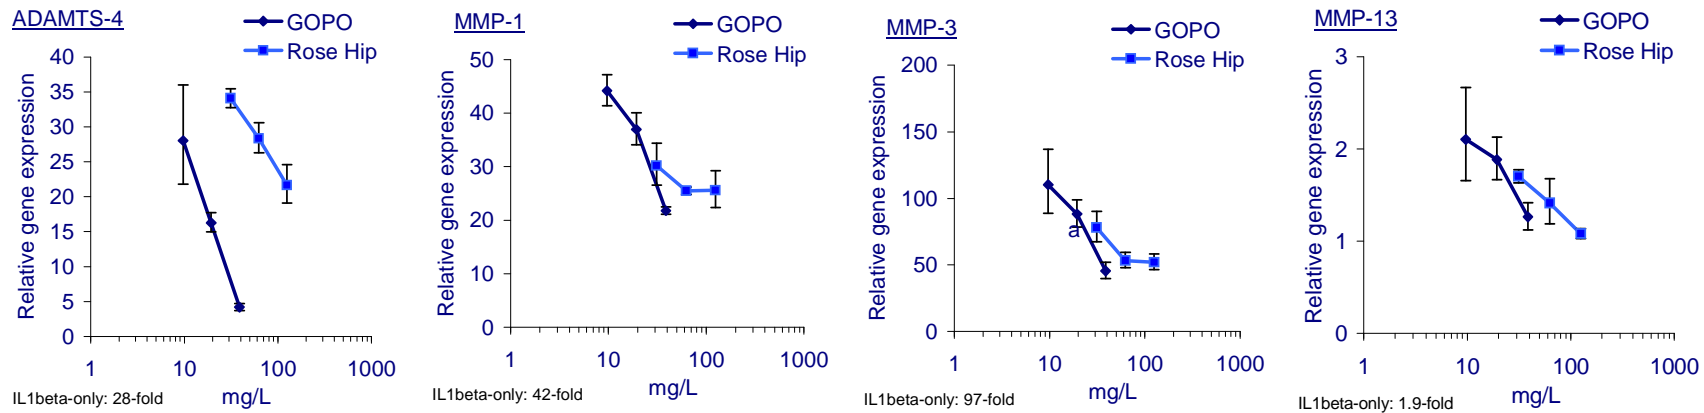 ADAMTS-4
GOPO
Rose Hip
Relative gene expression
40
35
30
25
20
15
10
5
0
1 10 100 1000
mg/L
IL1beta-only: 28-fold
MMP-1
GOPO
Rose Hip
Relative gene expression
50
40
30
20
10
0
1 10 100 1000
mg/L
IL1beta-only: 42-fold
MMP-3
GOPO
Rose Hip
Relative gene expression
200
150
100
50
0
a
1 10 100 1000
mg/L
IL1beta-only: 97-fold
MMP-13
GOPO
Rose Hip
Relative gene expression
3
2
1
0
1 10 100 1000
mg/L
IL1beta-only: 1.9-fold